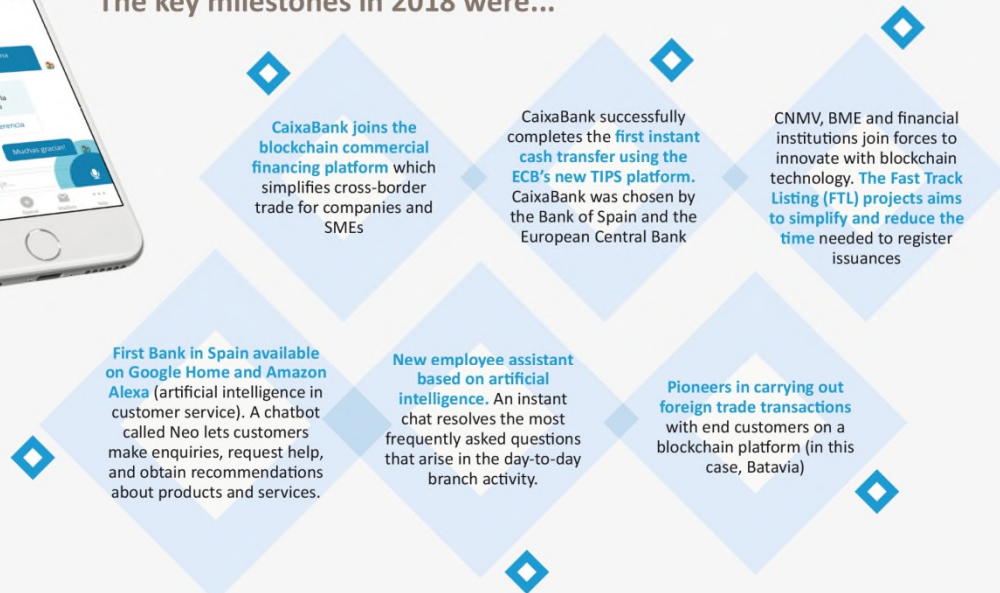 The key milestones in 2018 were...
CaixaBank joins the
blockchain commercial
financing platform which
simplifies cross-border
trade for companies and
SMEs
CaixaBank successfully
completes the first instant
cash transfer using the
ECB's new TIPS platform.
CaixaBank was chosen by
the Bank of Spain and the
European Central Bank
CNMV, BME and financial
institutions join forces to
innovate with blockchain
technology. The Fast Track
Listing (FTL) projects aims
to simplify and reduce the
time needed to register
issuances
Muchas gracias!
First Bank in Spain available
on Google Home and Amazon
Alexa (artificial intelligence in
customer service). A chatbot
called Neo lets customers
make enquiries, request help,
and obtain recommendations
about products and services.
New employee assistant
based on artificial
intelligence. An instant
chat resolves the most
frequently asked questions
that arise in the day-to-day
branch activity.
Pioneers in carrying out
foreign trade transactions
with end customers on a
blockchain platform (in this
case, Batavia)